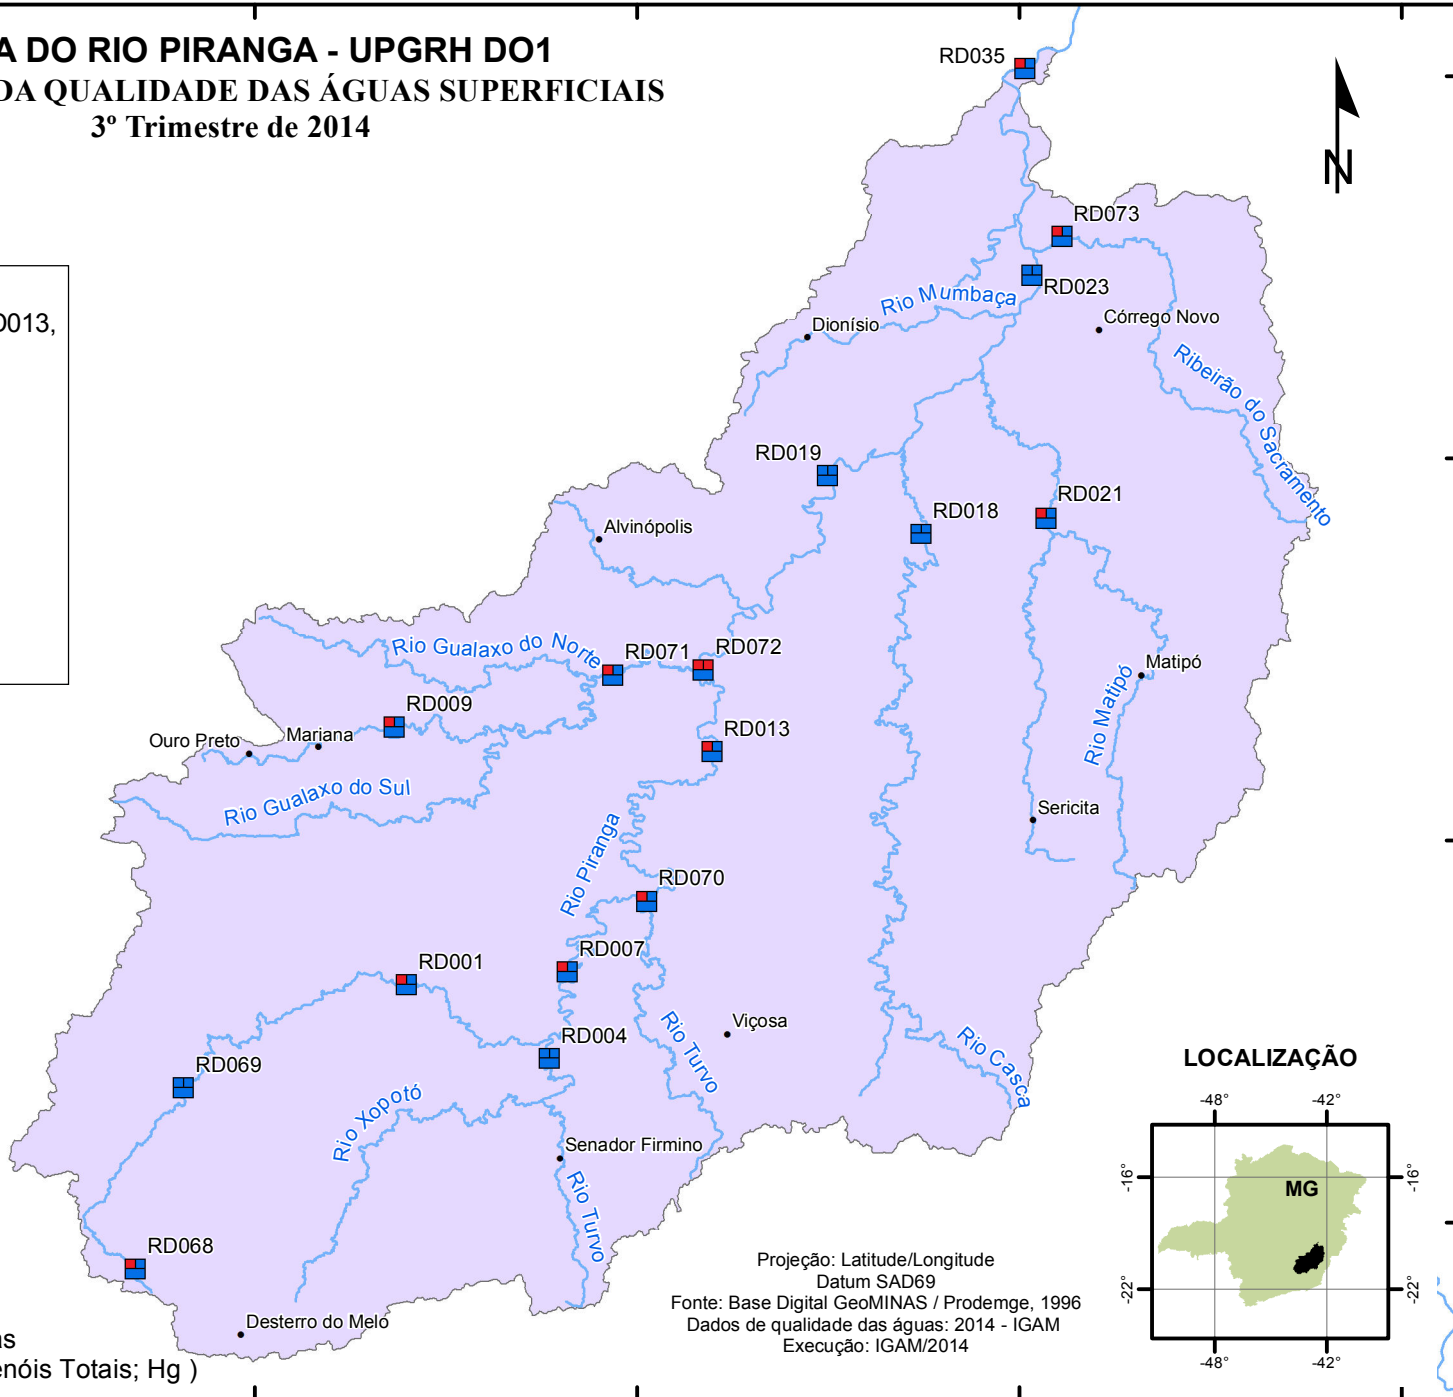 A DO RIO PIRANGA - UPGRH DO1
DA QUALIDADE DAS ÁGUAS SUPERFICIAIS
3º Trimestre de 2014
RD035
N
RD073
RD023
Rio Mumbaça
Dionísio
Córrego Novo
Ribeirão do Sacramento
RD019
RD018
RD021
Alvinópolis
Rio Gualaxo do Norte
RD071
RD072
Matipó
Rio Matipó
RD009
RD013
Ouro Preto
Mariana
Rio Gualaxo do Sul
Sericita
Rio Piranga
RD070
RD007
RD001
Viçosa
RD004
Rio Turvo
Rio Casca
RD069
Rio Xopotó
Senador Firmino
Rio Turvo
RD068
Desterro do Melo
LOCALIZAÇÃO
-48° -42°
-16° -16°
MG
-22° -22°
-48° -42°
Projeção: Latitude/Longitude
Datum SAD69
Fonte: Base Digital GeoMINAS / Prodemge, 1996
Dados de qualidade das águas: 2014 - IGAM
Execução: IGAM/2014
0013,
as
enóis Totais; Hg )